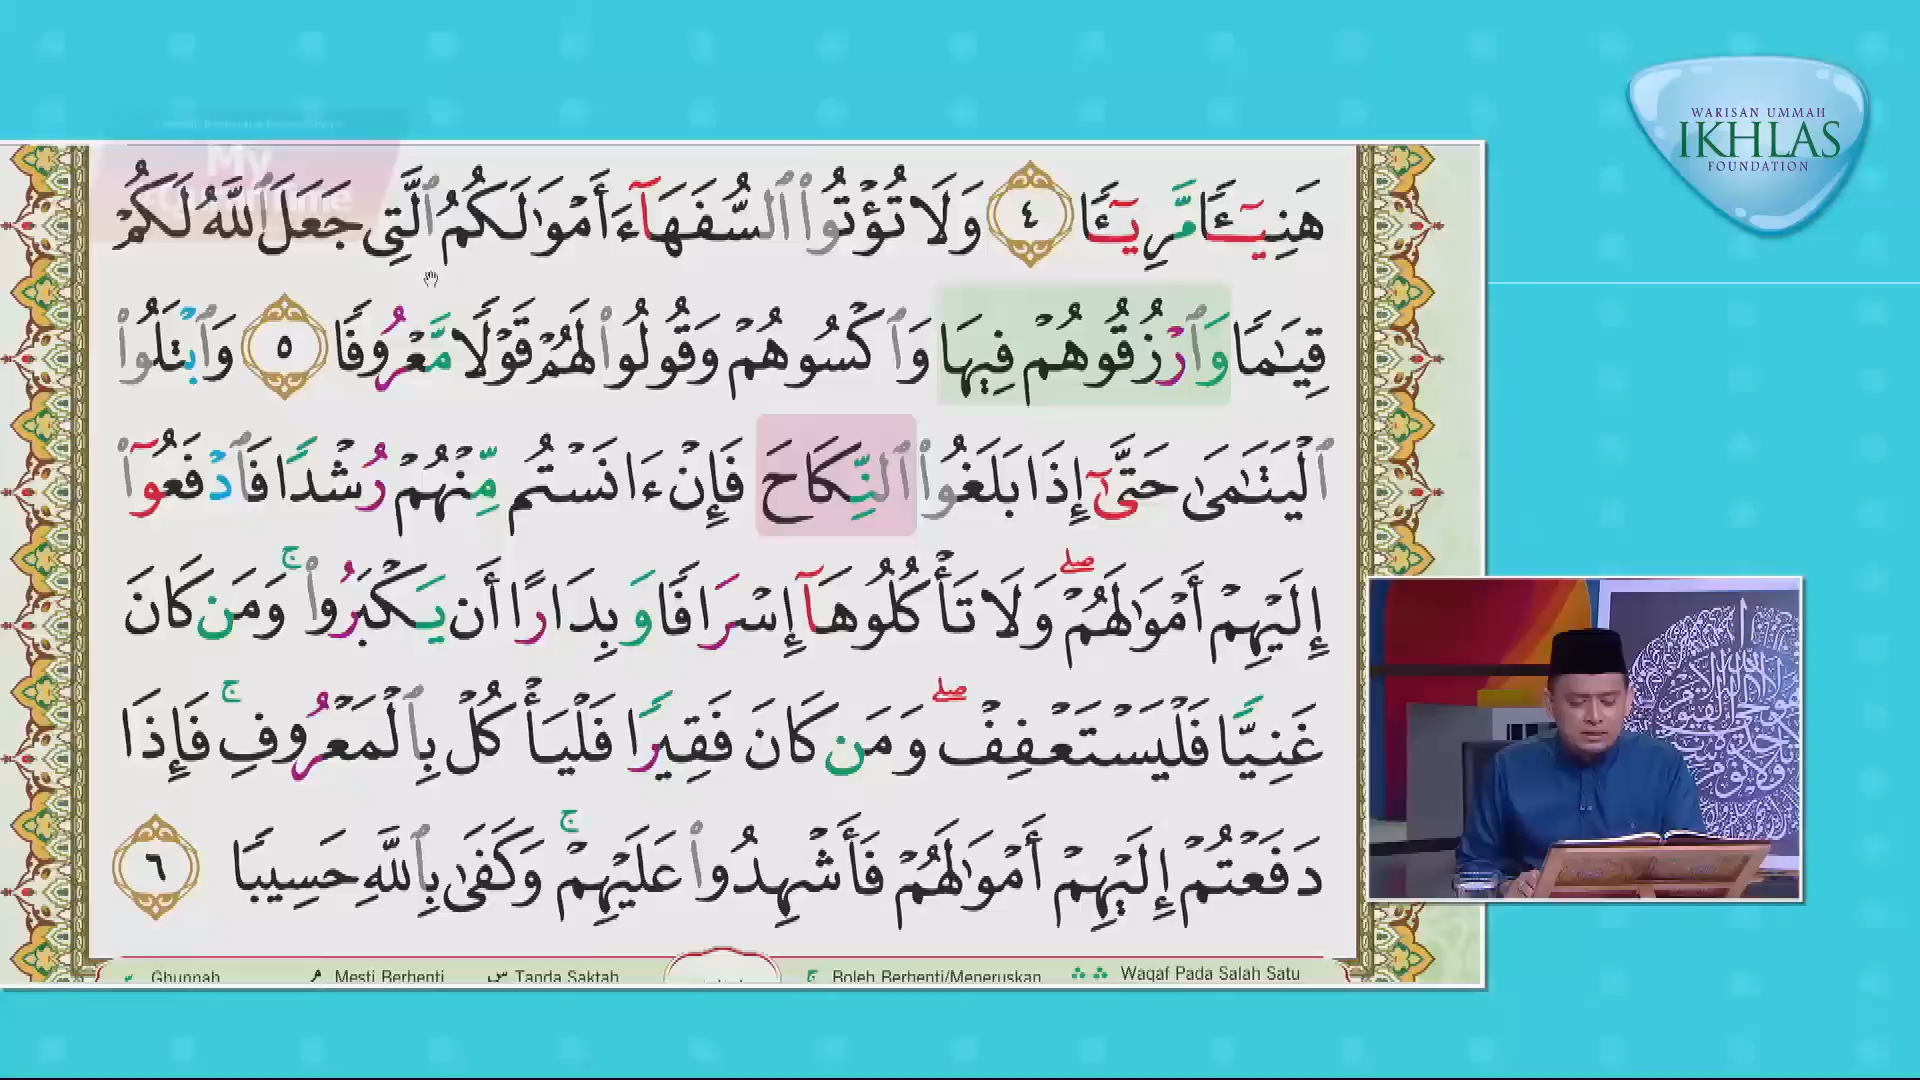 WARISAN UMMAH
IKHLAS
FOUNDATION
My
هَنِيٓـًٔا مَّرِيٓـًٔا ٤ وَلَا تُؤْتُوا۟ ٱلسُّفَهَآءَ أَمْوَٰلَكُمُ ٱلَّتِى جَعَلَ ٱللَّهُ لَكُمْ
قِيَـٰمًا وَٱرْزُقُوهُمْ فِيهَا وَٱكْسُوهُمْ وَقُولُوا۟ لَهُمْ قَوْلًا مَّعْرُوفًا ٥ وَٱبْتَلُوا۟
ٱلْيَتَـٰمَىٰ حَتَّىٰٓ إِذَا بَلَغُوا۟ ٱلنِّكَاحَ فَإِنْ ءَانَسْتُم مِّنْهُمْ رُشْدًا فَٱدْفَعُوٓا۟
إِلَيْهِمْ أَمْوَٰلَهُمْ ۖ وَلَا تَأْكُلُوهَآ إِسْرَافًا وَبِدَارًا أَن يَكْبَرُوا۟ ۚ وَمَن كَانَ
غَنِيًّا فَلْيَسْتَعْفِفْ ۖ وَمَن كَانَ فَقِيرًا فَلْيَأْكُلْ بِٱلْمَعْرُوفِ ۚ فَإِذَا
دَفَعْتُمْ إِلَيْهِمْ أَمْوَٰلَهُمْ فَأَشْهِدُوا۟ عَلَيْهِمْ ۚ وَكَفَىٰ بِٱللَّهِ حَسِيبًا ٦
Ghunnah م Mesti Berhenti س Tanda Saktah ج Boleh Berhenti/Meneruskan ∴ ∴ Waqaf Pada Salah Satu